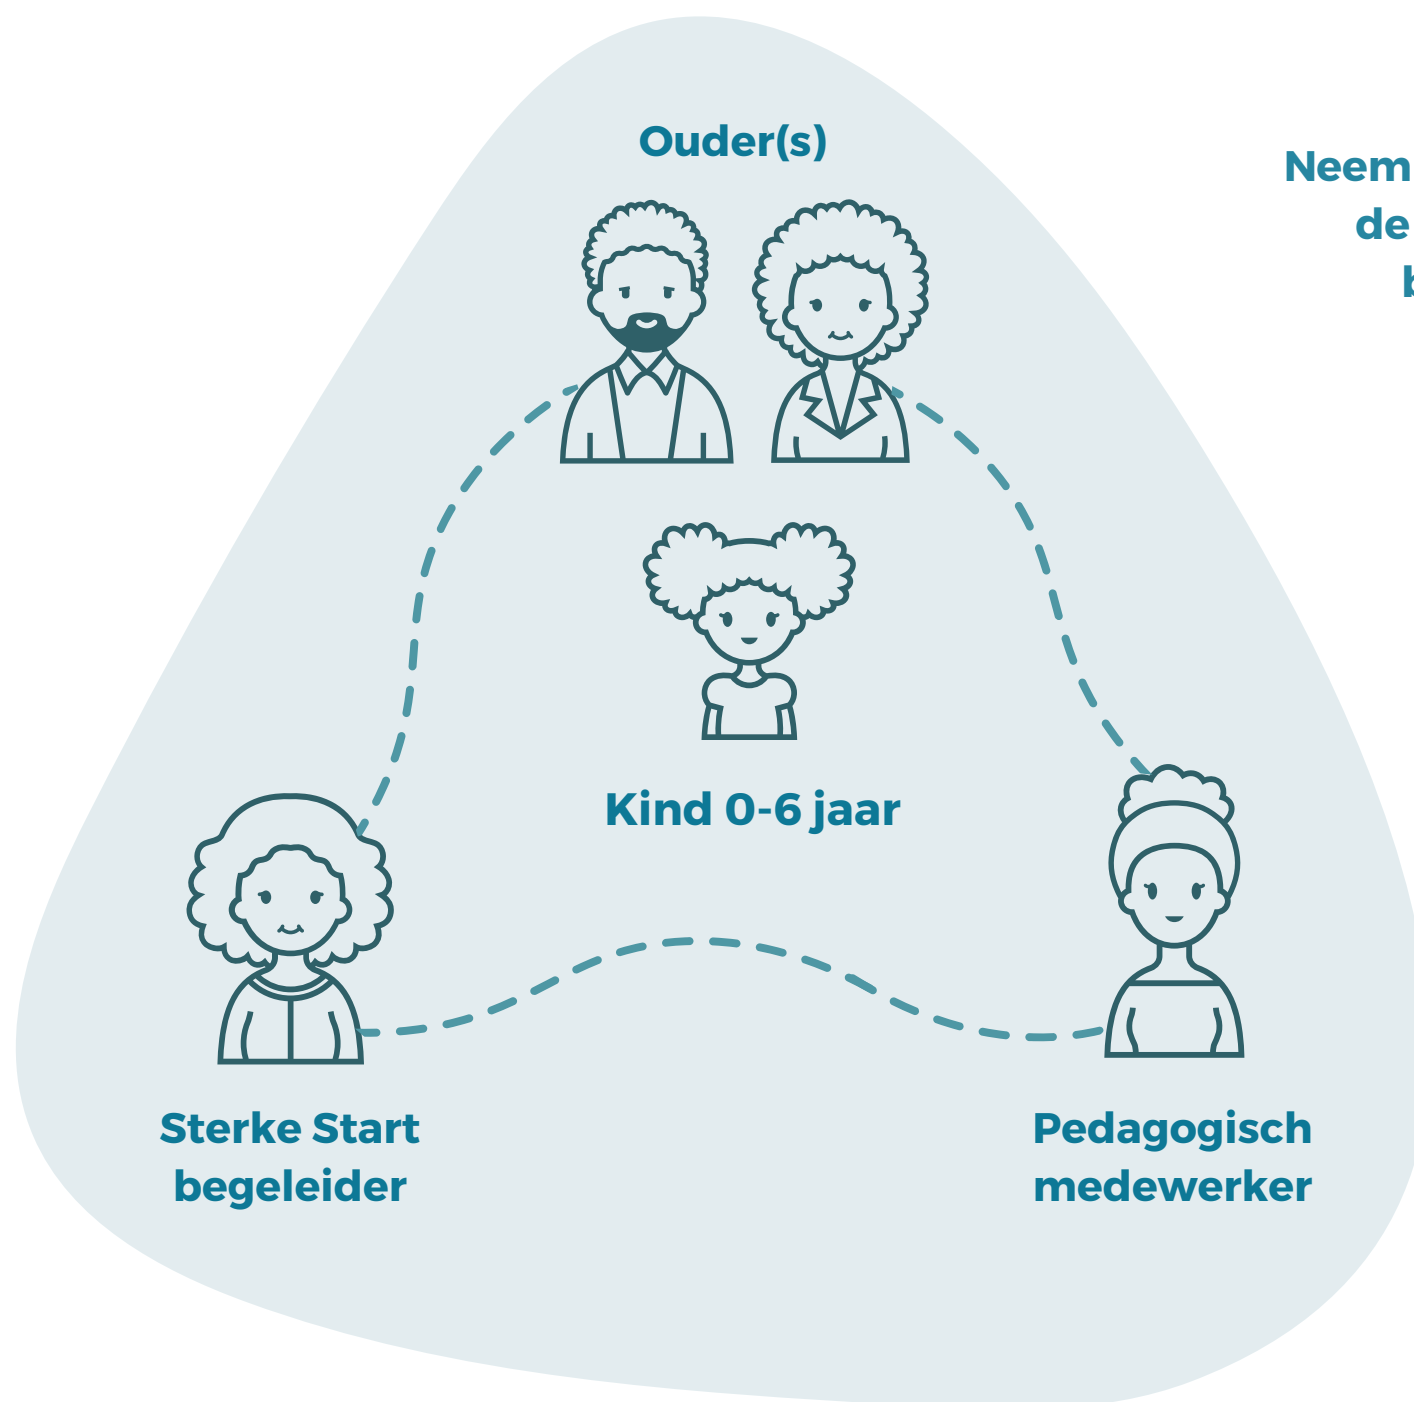 Ouder(s)
Neem
de
Kind 0-6 jaar
Sterke Start
begeleider
Pedagogisch
medewerker